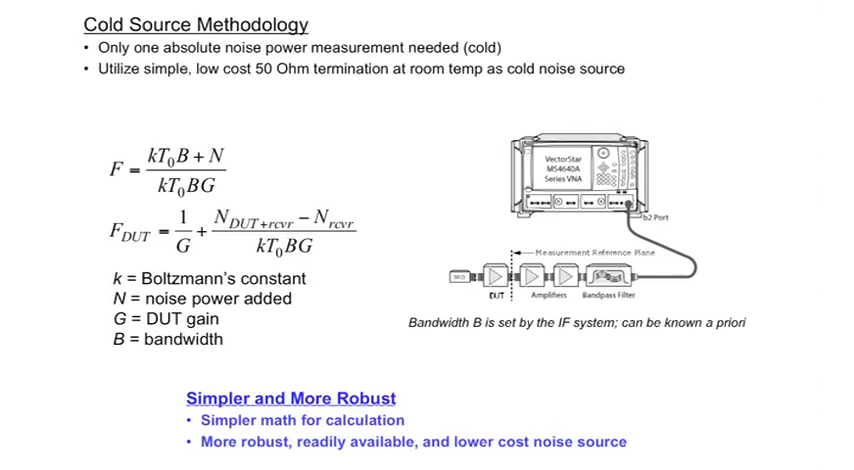 Cold Source Methodology
• Only one absolute noise power measurement needed (cold)
• Utilize simple, low cost 50 Ohm termination at room temp as cold noise source
F = (kT₀B + N) / (kT₀BG)
F_DUT = 1/G + (N_DUT+rcvr − N_rcvr) / (kT₀BG)
k = Boltzmann's constant
N = noise power added
G = DUT gain
B = bandwidth
VectorStar
MS4640A
Series VNA
b2 Port
Measurement Reference Plane
50 Ω
DUT
Amplifiers
Bandpass Filter
Bandwidth B is set by the IF system; can be known a priori
Simpler and More Robust
• Simpler math for calculation
• More robust, readily available, and lower cost noise source